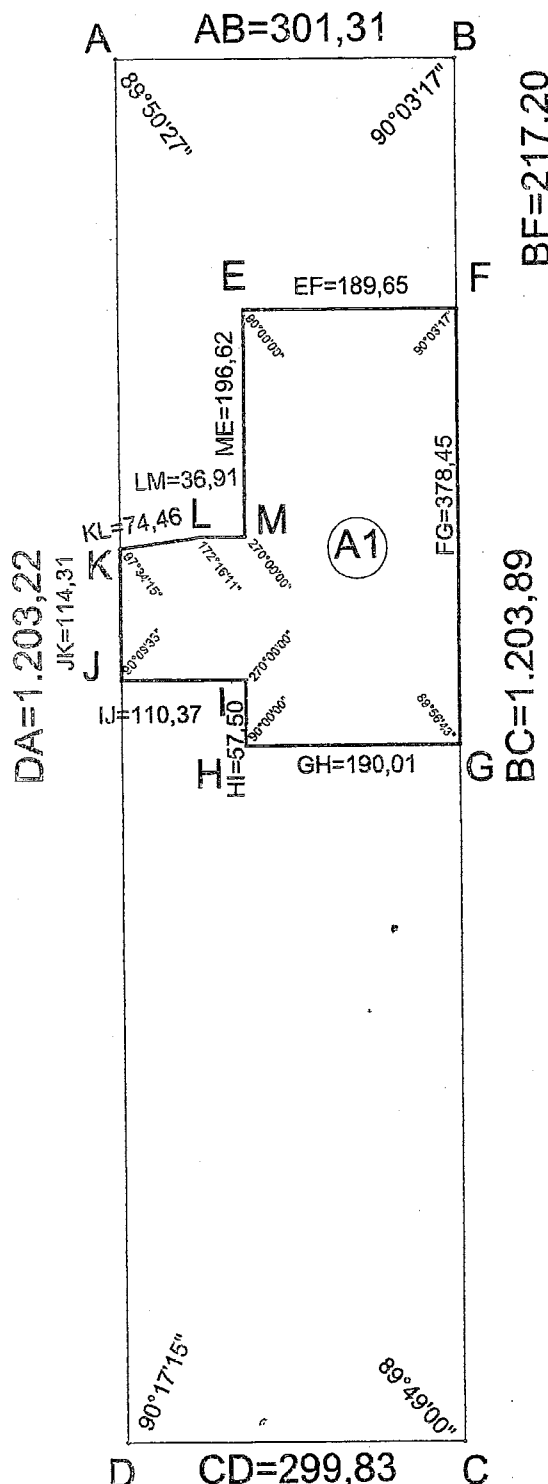 A
AB=301,31
B
89°50'27"
90°03'17"
BF=217,20
E
F
EF=189,65
90°00'00"
90°03'17"
ME=196,62
LM=36,91
KL=74,46
L
M
FG=378,45
A1
K
97°34'15"
172°16'11"
270°00'00"
DA=1.203,22
JK=114,31
BC=1.203,89
J
90°09'35"
270°00'00"
IJ=110,37
I
HI=57,50
90°00'00"
89°56'43"
H
GH=190,01
G
90°17'15"
89°49'00"
D
CD=299,83
C